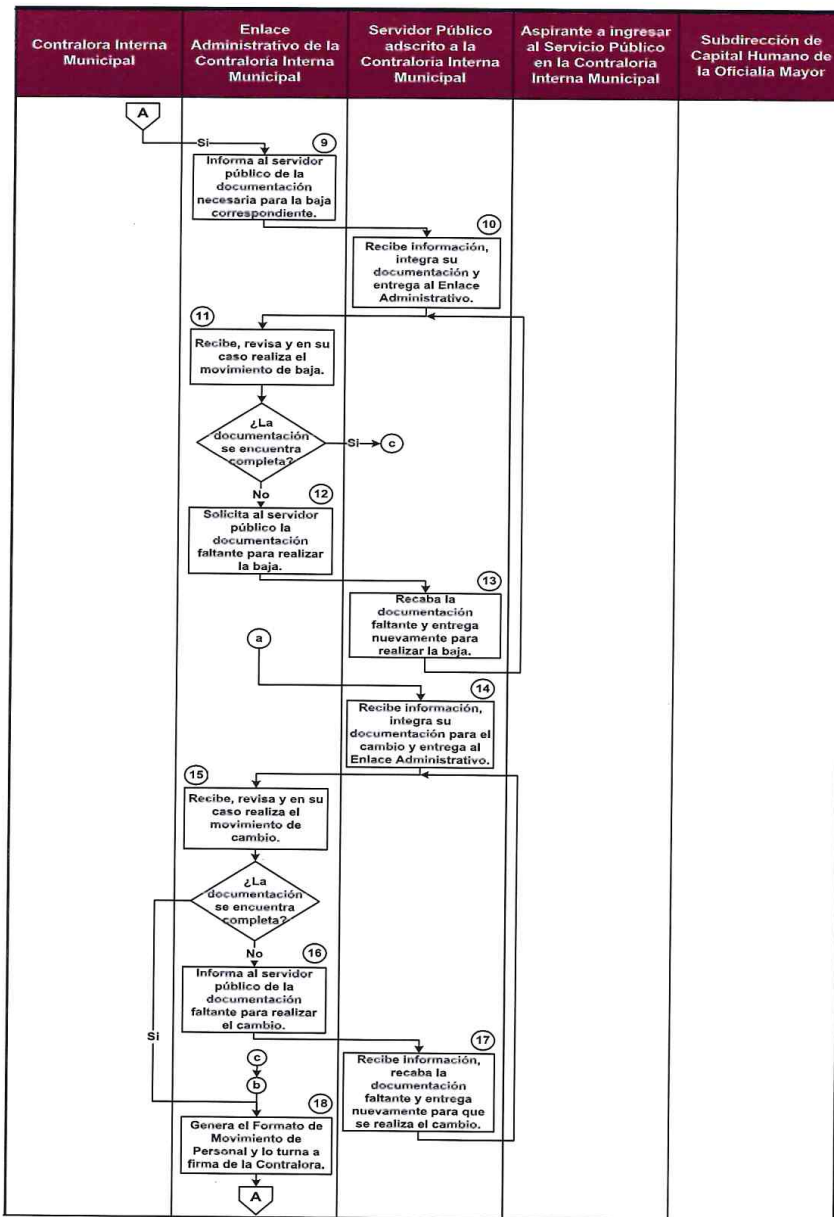 Contralora Interna
Municipal
Enlace
Administrativo de la
Contraloría Interna
Municipal
Servidor Público
adscrito a la
Contraloría Interna
Municipal
Aspirante a ingresar
al Servicio Público
en la Contraloría
Interna Municipal
Subdirección de
Capital Humano de
la Oficialía Mayor
A
Si
9
Informa al servidor
público de la
documentación
necesaria para la baja
correspondiente.
10
Recibe información,
integra su
documentación y
entrega al Enlace
Administrativo.
11
Recibe, revisa y en su
caso realiza el
movimiento de baja.
¿La
documentación
se encuentra
completa?
Si
c
No
12
Solicita al servidor
público la
documentación
faltante para realizar
la baja.
13
Recaba la
documentación
faltante y entrega
nuevamente para
realizar la baja.
a
14
Recibe información,
integra su
documentación para el
cambio y entrega al
Enlace Administrativo.
15
Recibe, revisa y en su
caso realiza el
movimiento de
cambio.
¿La
documentación
se encuentra
completa?
No
16
Informa al servidor
público de la
documentación
faltante para realizar
el cambio.
Si
17
Recibe información,
recaba la
documentación
faltante y entrega
nuevamente para que
se realiza el cambio.
c
b
18
Genera el Formato de
Movimiento de
Personal y lo turna a
firma de la Contralora.
A